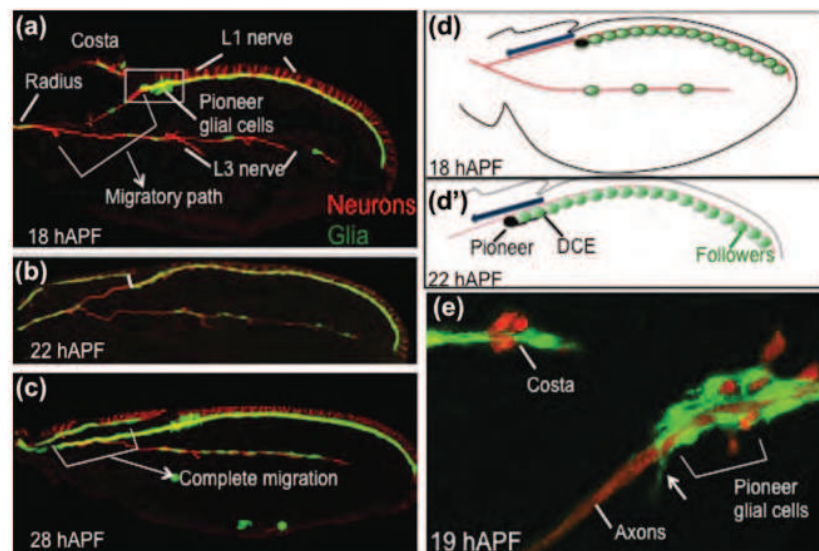 (a)
Costa
L1 nerve
Radius
Pioneer
glial cells
L3 nerve
Migratory path
Neurons
Glia
18 hAPF
(b)
22 hAPF
(c)
Complete migration
28 hAPF
(d)
18 hAPF
(d')
Pioneer
DCE
Followers
22 hAPF
(e)
Costa
Pioneer
glial cells
Axons
19 hAPF